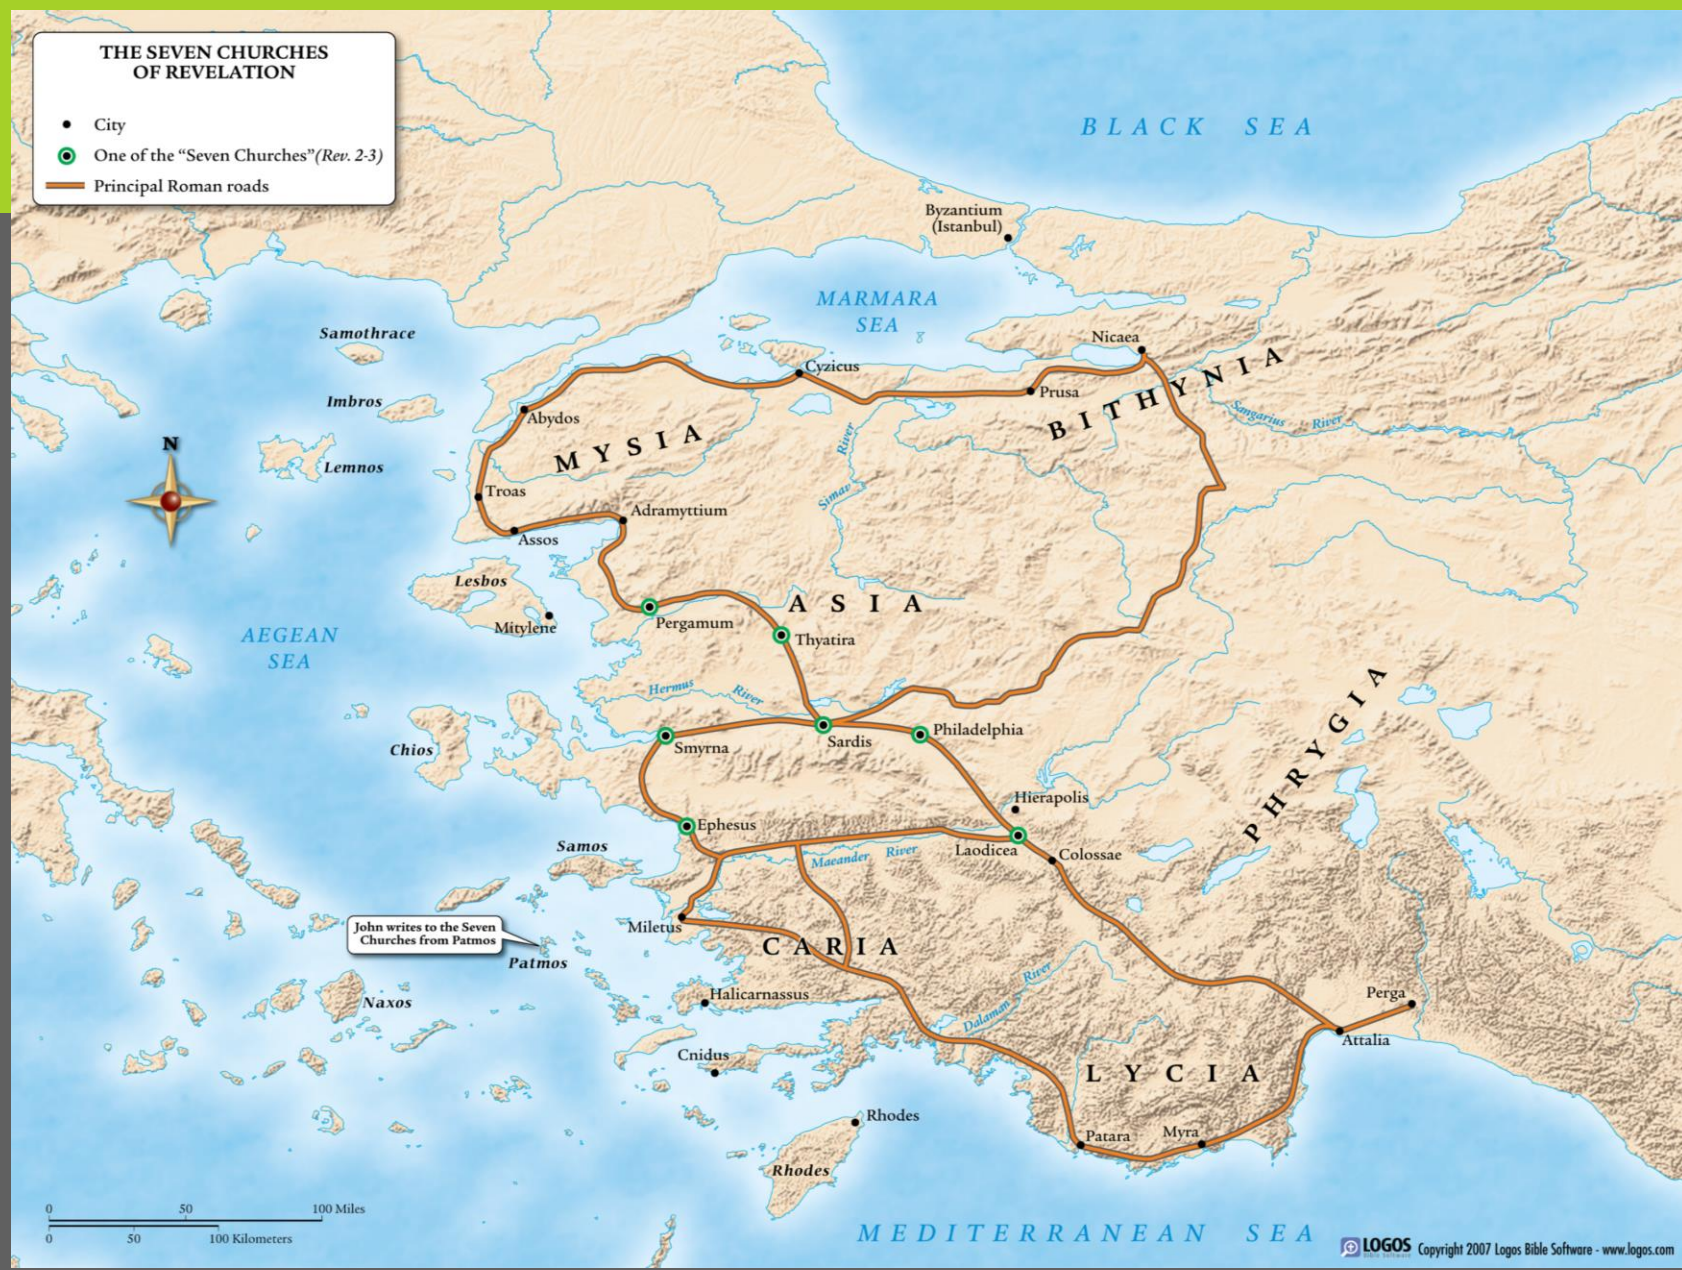 THE SEVEN CHURCHES
OF REVELATION
City
One of the “Seven Churches”(Rev. 2-3)
Principal Roman roads
BLACK SEA
Byzantium
(Istanbul)
MARMARA
SEA
Samothrace
Nicaea
Cyzicus
Prusa
BITHYNIA
Imbros
Abydos
Sangarius River
MYSIA
N
Lemnos
Simav River
Troas
Adramyttium
Assos
Lesbos
ASIA
Mitylene
Pergamum
Thyatira
AEGEAN
SEA
Hermus River
PHRYGIA
Chios
Smyrna
Sardis
Philadelphia
Hierapolis
Ephesus
Samos
Laodicea
Colossae
Maeander River
John writes to the Seven
Churches from Patmos
Miletus
CARIA
Patmos
Naxos
Halicarnassus
Dalaman River
Perga
Attalia
Cnidus
LYCIA
Rhodes
Patara
Myra
Rhodes
0 50 100 Miles
0 50 100 Kilometers
MEDITERRANEAN SEA
LOGOS
Bible Software
Copyright 2007 Logos Bible Software - www.logos.com